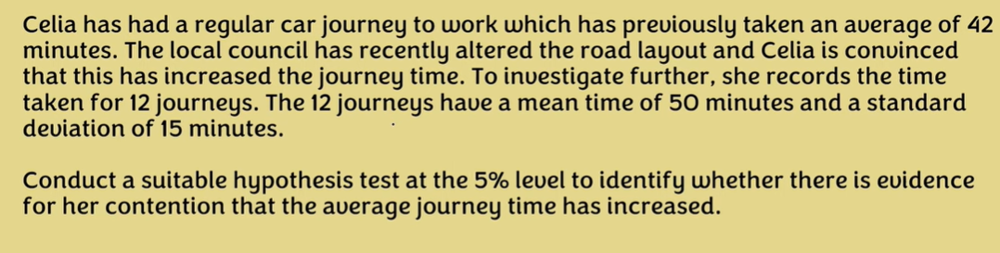 Celia has had a regular car journey to work which has previously taken an average of 42
minutes. The local council has recently altered the road layout and Celia is convinced
that this has increased the journey time. To investigate further, she records the time
taken for 12 journeys. The 12 journeys have a mean time of 50 minutes and a standard
deviation of 15 minutes.
Conduct a suitable hypothesis test at the 5% level to identify whether there is evidence
for her contention that the average journey time has increased.